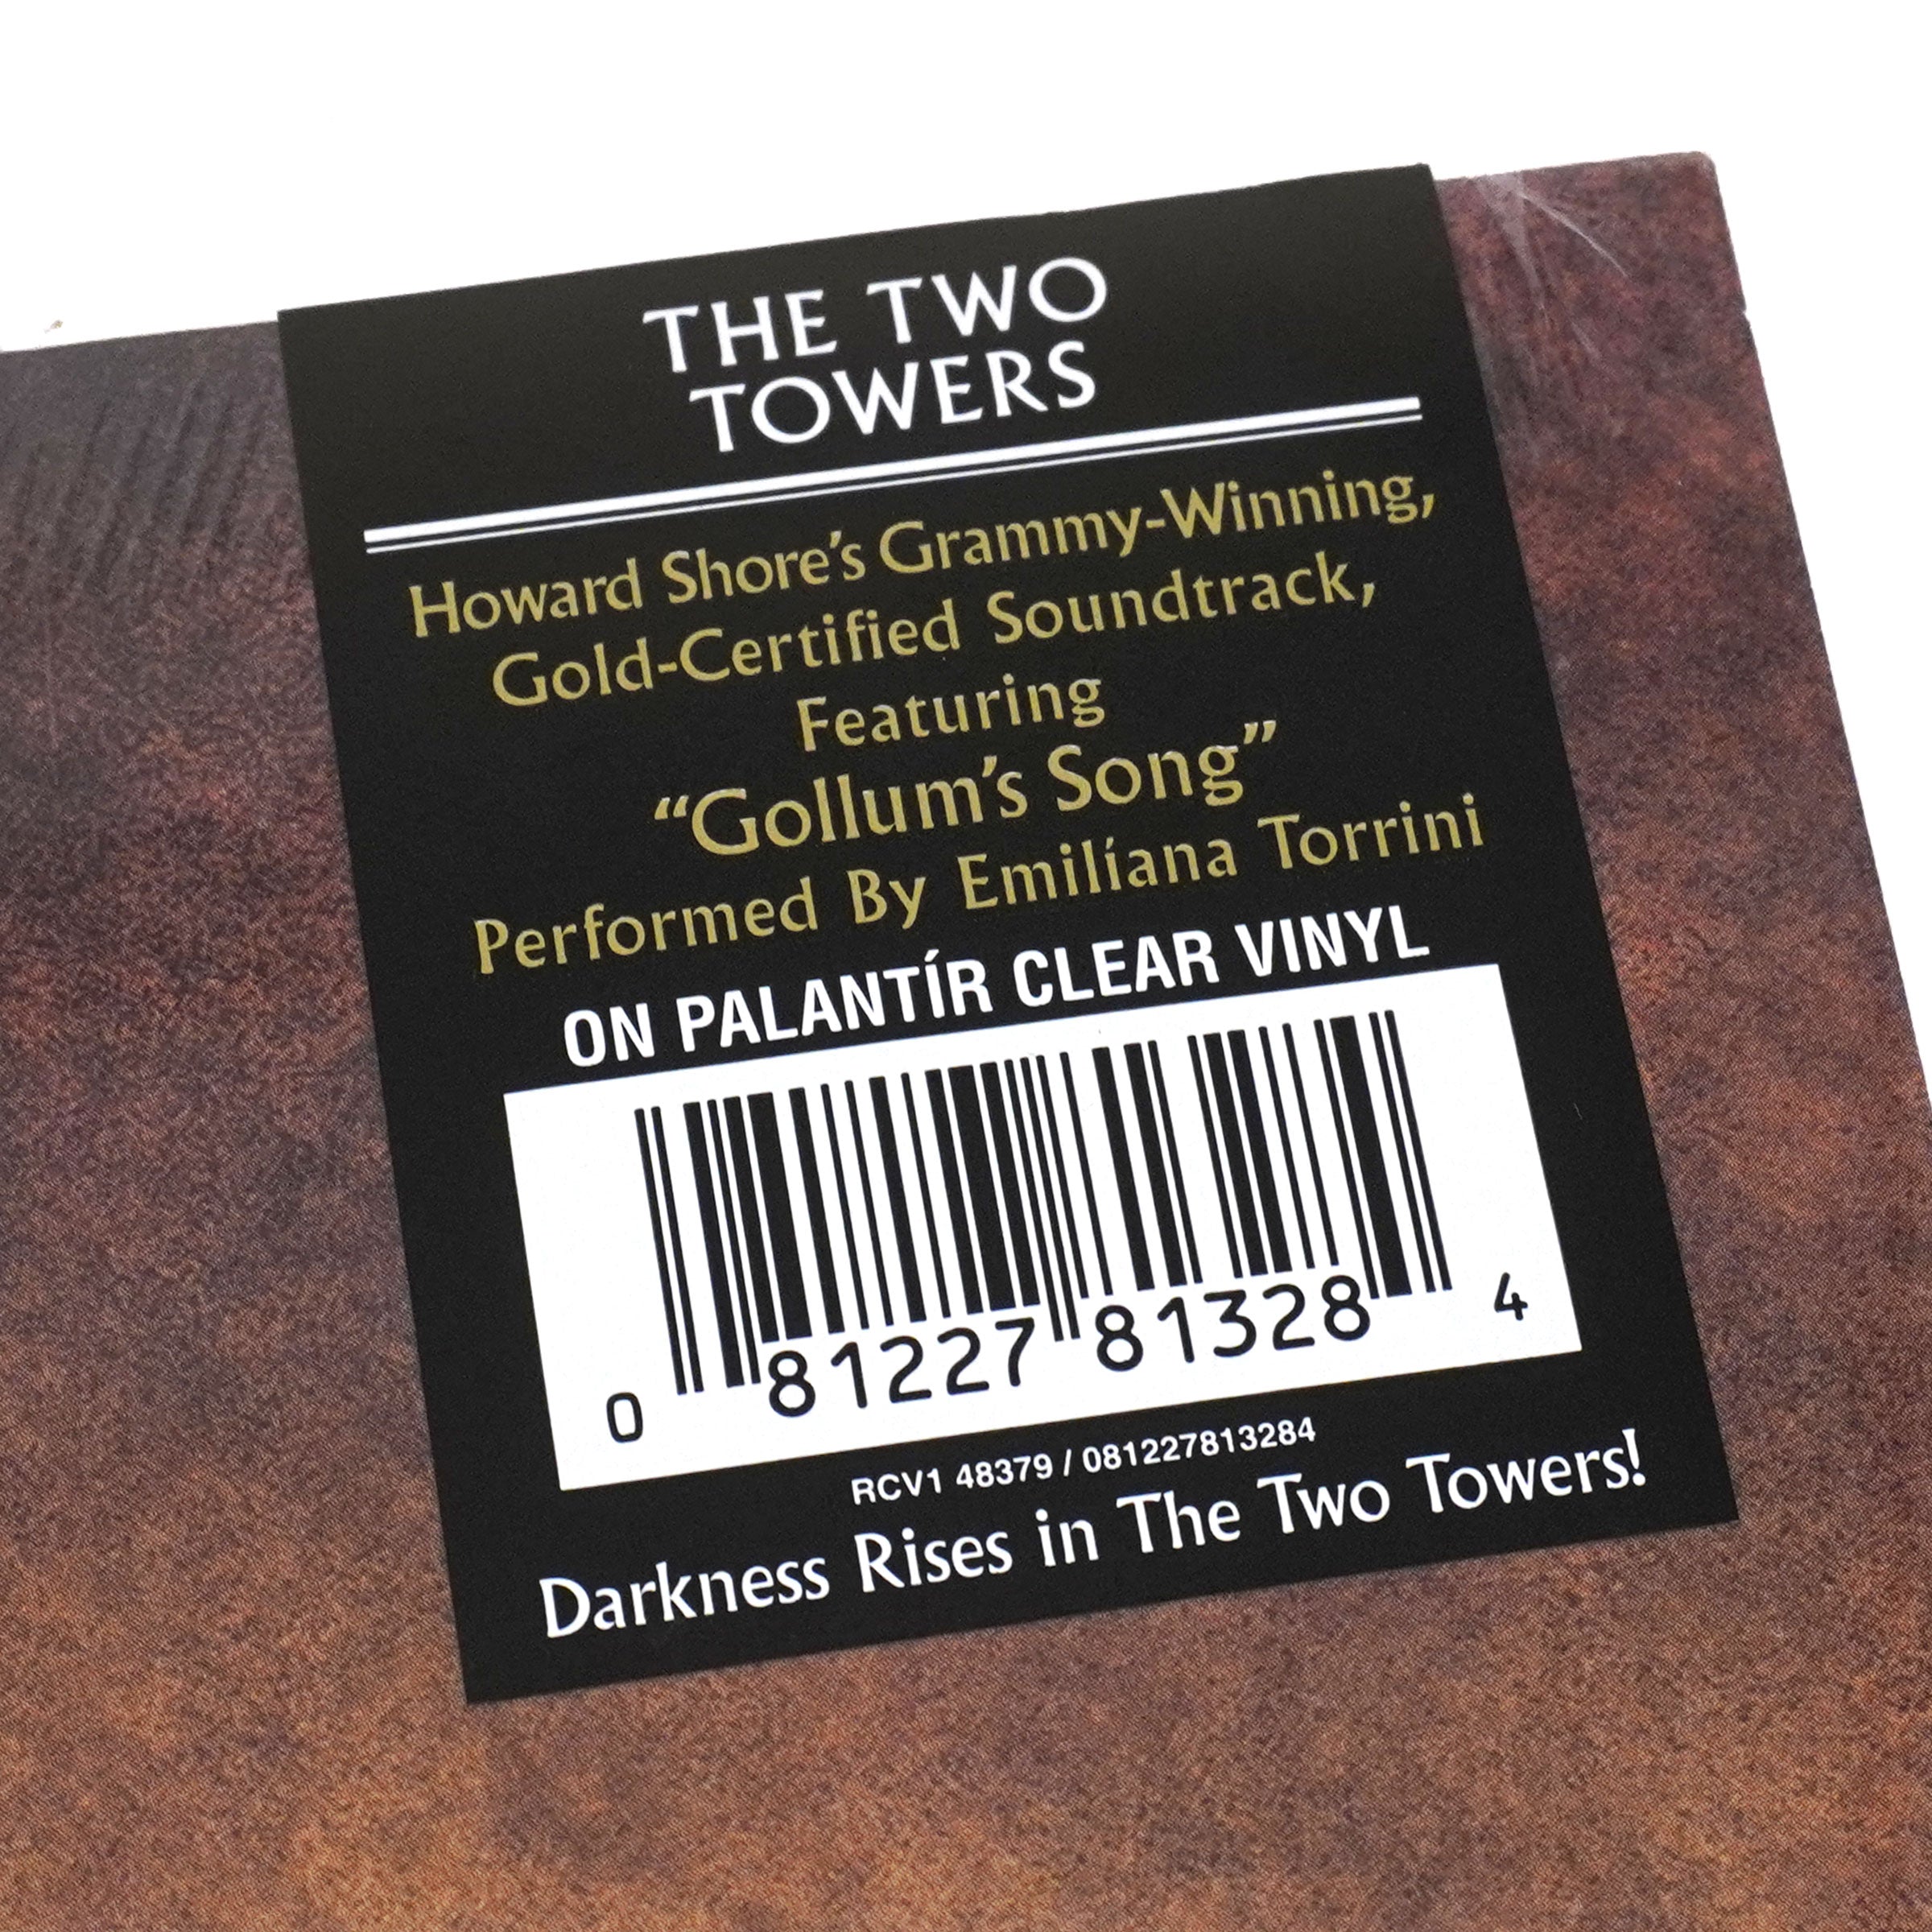 THE TWO
TOWERS
Howard Shore's Grammy-Winning,
Gold-Certified Soundtrack,
Featuring
“Gollum's Song”
Performed By Emilíana Torrini
ON PALANTÍR CLEAR VINYL
0 81227 81328 4
RCV1 48379 / 081227813284
Darkness Rises in The Two Towers!